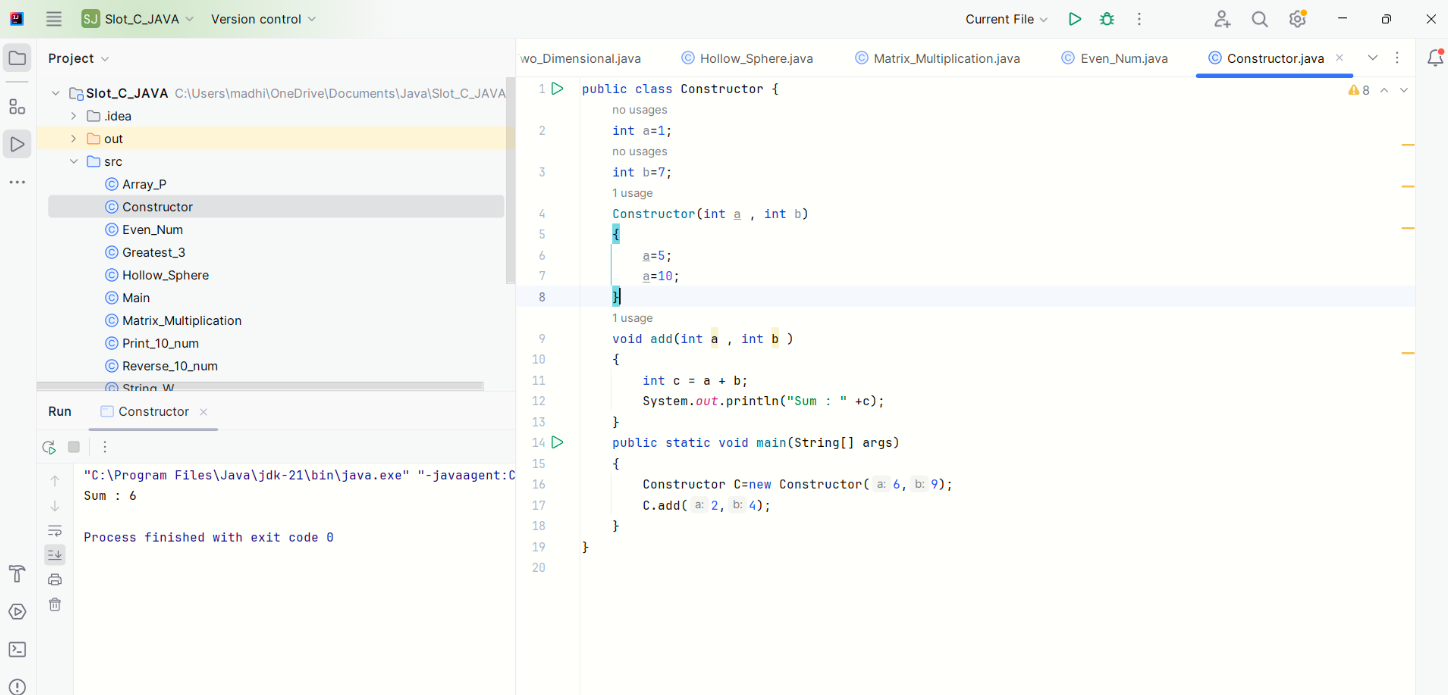 SJ Slot_C_JAVA Version control Current File
Project
Slot_C_JAVA C:\Users\madhi\OneDrive\Documents\Java\Slot_C_JAVA
.idea
out
src
Array_P
Constructor
Even_Num
Greatest_3
Hollow_Sphere
Main
Matrix_Multiplication
Print_10_num
Reverse_10_num
String_W
wo_Dimensional.java Hollow_Sphere.java Matrix_Multiplication.java Even_Num.java Constructor.java
8
1 public class Constructor {
no usages
2 int a=1;
no usages
3 int b=7;
1 usage
4 Constructor(int a , int b)
5 {
6 a=5;
7 a=10;
8 }
1 usage
9 void add(int a , int b )
10 {
11 int c = a + b;
12 System.out.println("Sum : " +c);
13 }
14 public static void main(String[] args)
15 {
16 Constructor C=new Constructor( a: 6, b: 9);
17 C.add( a: 2, b: 4);
18 }
19 }
20
Run Constructor
"C:\Program Files\Java\jdk-21\bin\java.exe" "-javaagent:C
Sum : 6
Process finished with exit code 0